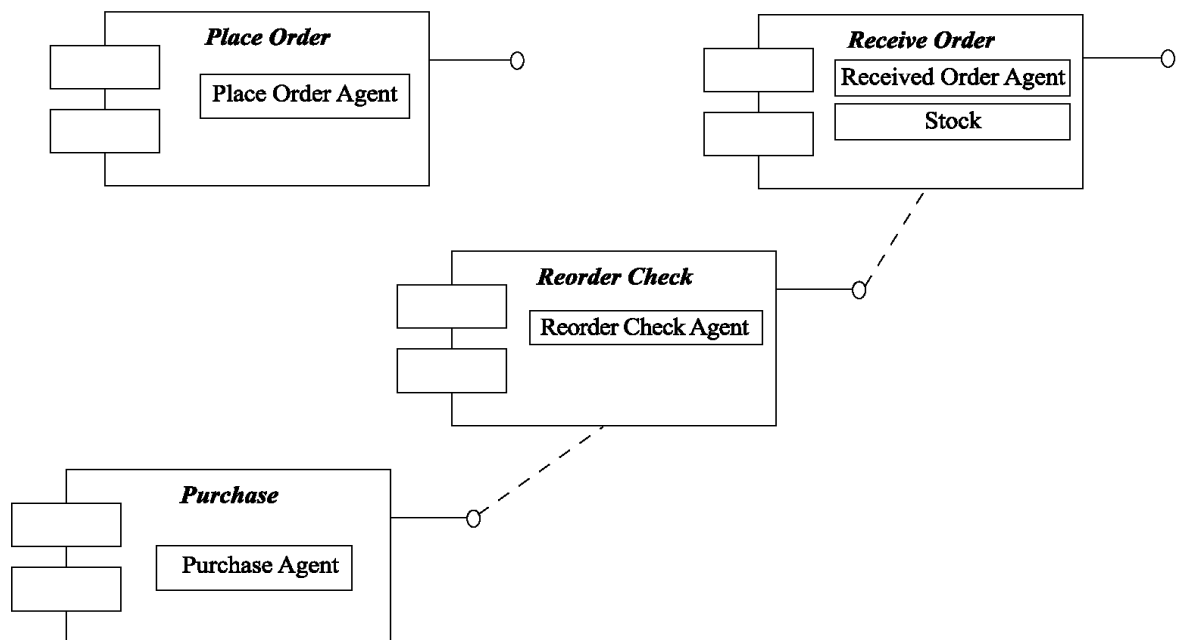 Place Order
Place Order Agent
Receive Order
Received Order Agent
Stock
Reorder Check
Reorder Check Agent
Purchase
Purchase Agent